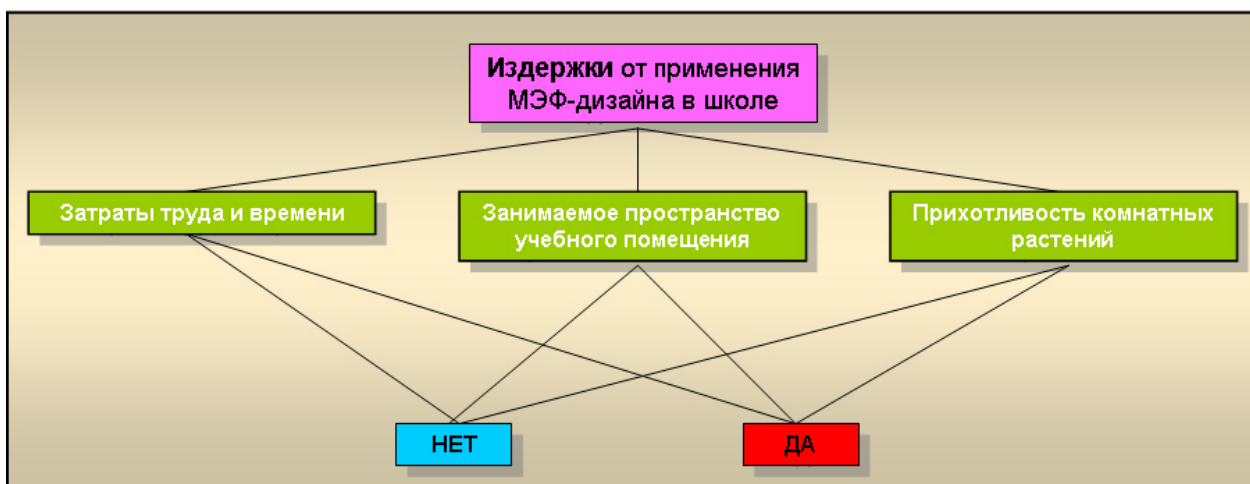 Издержки от применения
МЭФ-дизайна в школе
Затраты труда и времени
Занимаемое пространство
учебного помещения
Прихотливость комнатных
растений
НЕТ
ДА